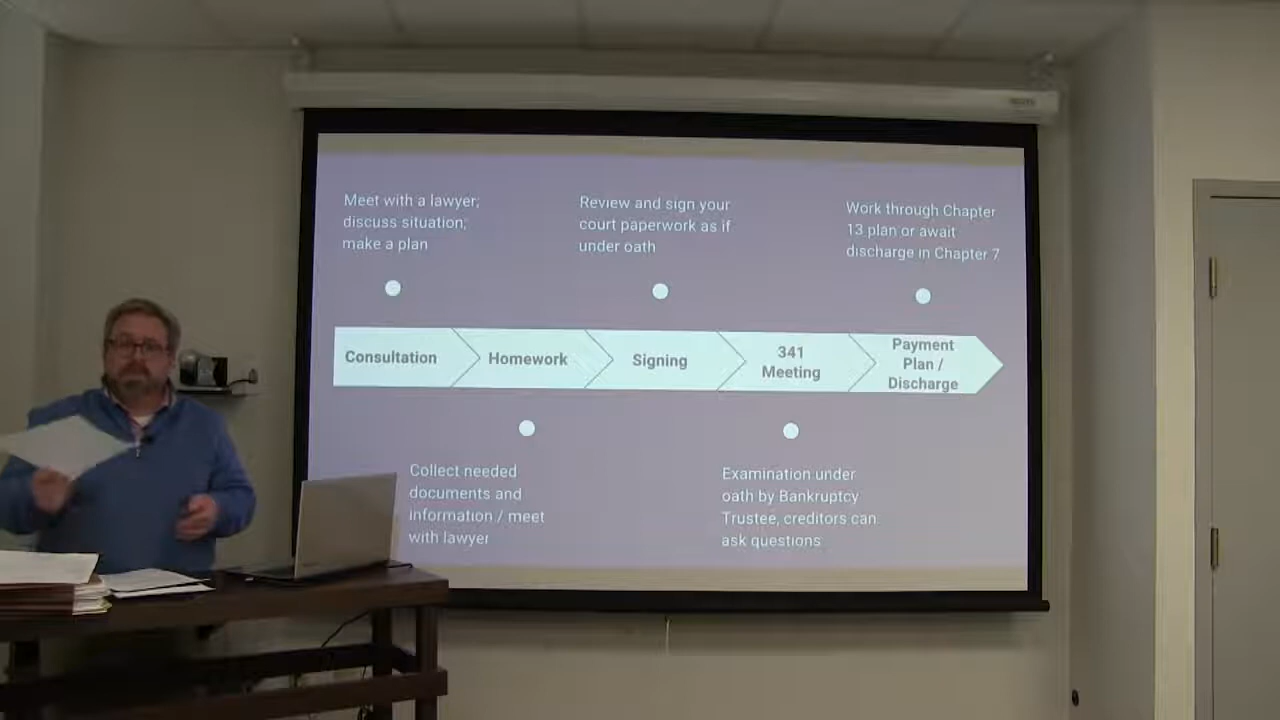 Meet with a lawyer;
discuss situation;
make a plan
Review and sign your
court paperwork as if
under oath
Work through Chapter
13 plan or await
discharge in Chapter 7
Consultation
Homework
Signing
341
Meeting
Payment
Plan /
Discharge
Collect needed
documents and
information / meet
with lawyer
Examination under
oath by Bankruptcy
Trustee, creditors can
ask questions